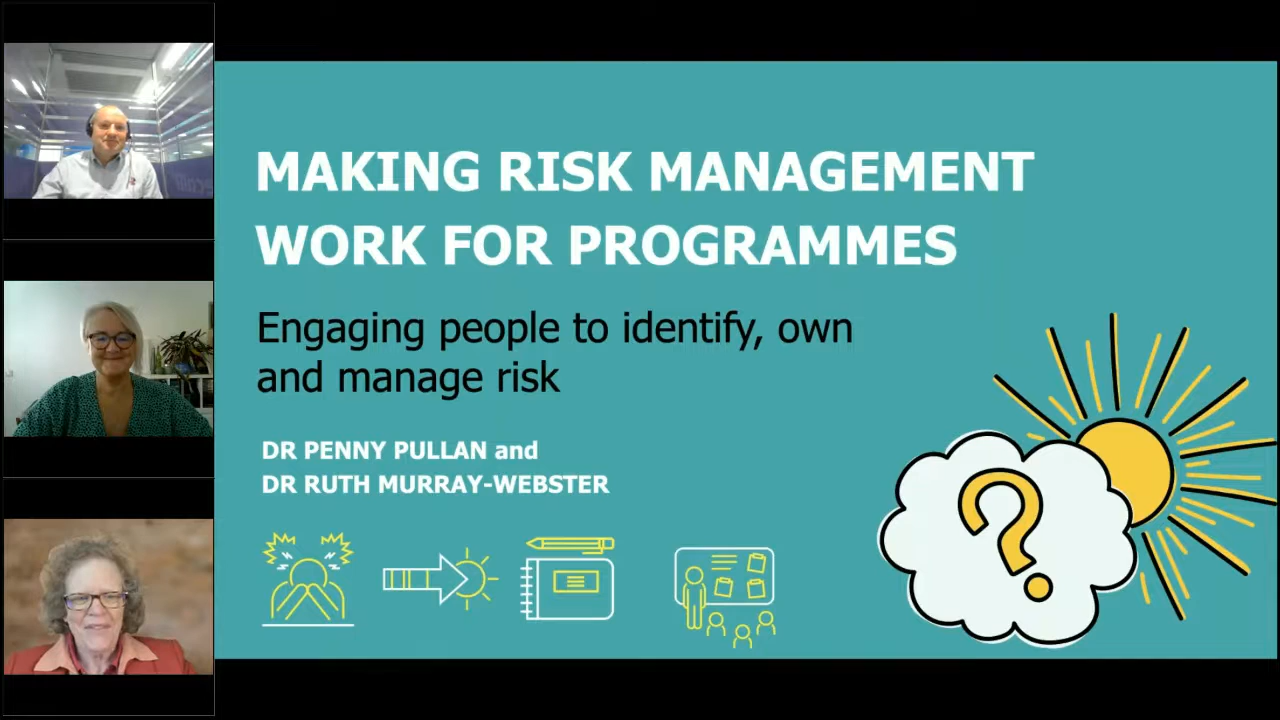 MAKING RISK MANAGEMENT
WORK FOR PROGRAMMES
Engaging people to identify, own
and manage risk
DR PENNY PULLAN and
DR RUTH MURRAY-WEBSTER